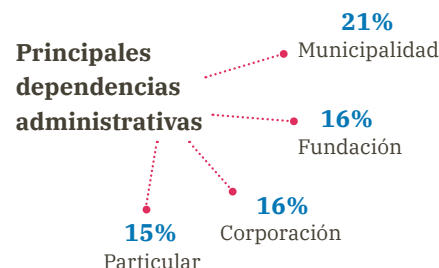 Principales
dependencias
administrativas
21%
Municipalidad
16%
Fundación
16%
Corporación
15%
Particular